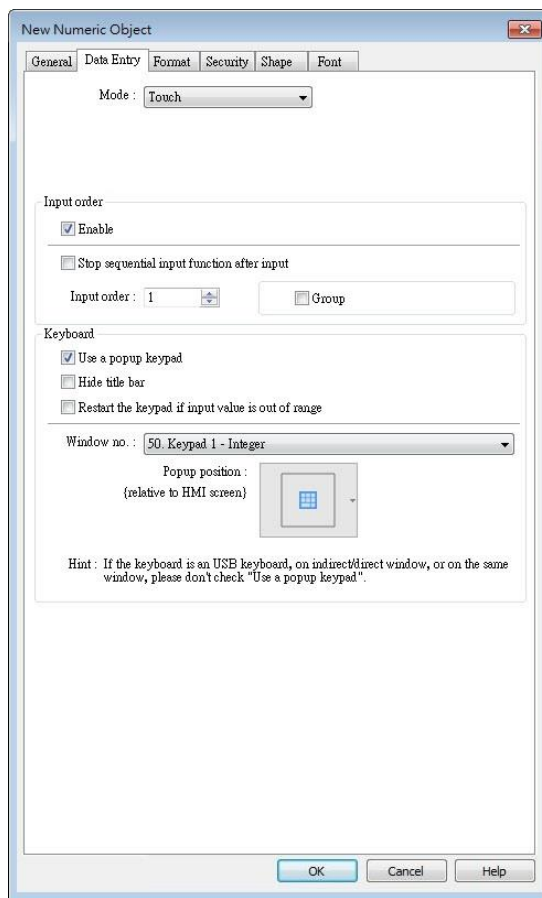 New Numeric Object
General Data Entry Format Security Shape Font
Mode : Touch
Input order
Enable
Stop sequential input function after input
Input order : 1 Group
Keyboard
Use a popup keypad
Hide title bar
Restart the keypad if input value is out of range
Window no. : 50. Keypad 1 - Integer
Popup position :
{relative to HMI screen}
Hint : If the keyboard is an USB keyboard, on indirect/direct window, or on the same
window, please don't check "Use a popup keypad".
OK Cancel Help